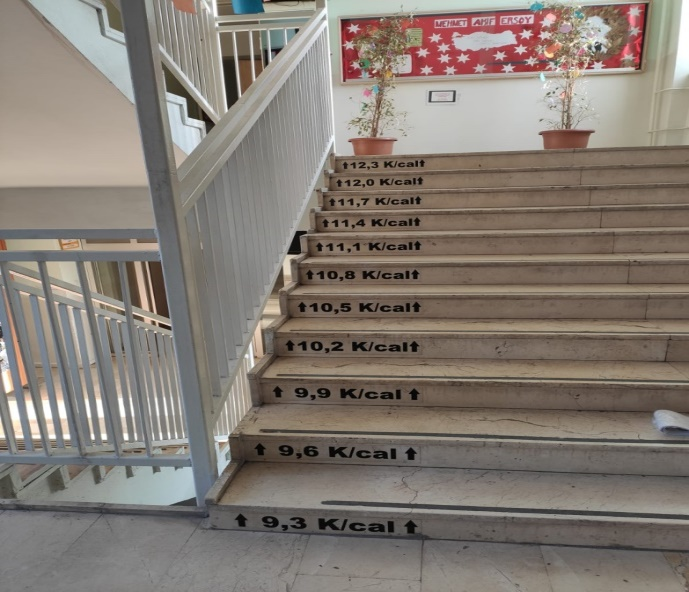 MEHMET AKİF ERSOY
↑12,3 K/cal↑
↑12,0 K/cal↑
↑11,7 K/cal↑
↑11,4 K/cal↑
↑11,1 K/cal↑
↑10,8 K/cal↑
↑10,5 K/cal↑
↑10,2 K/cal↑
↑ 9,9 K/cal↑
↑ 9,6 K/cal↑
↑ 9,3 K/cal↑